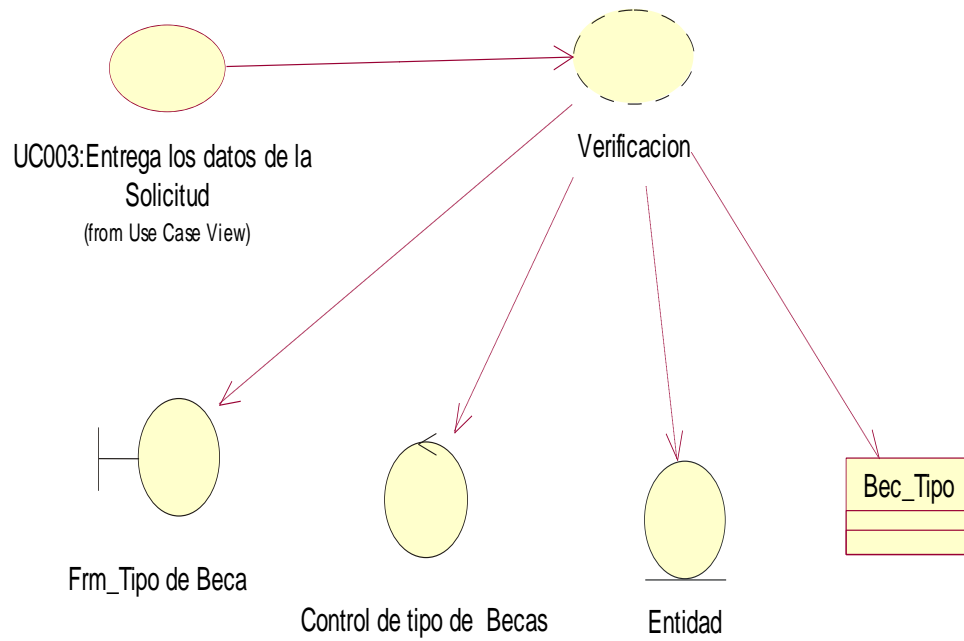 UC003:Entrega los datos de la
Solicitud
(from Use Case View)
Verificacion
Frm_Tipo de Beca
Control de tipo de Becas
Entidad
Bec_Tipo